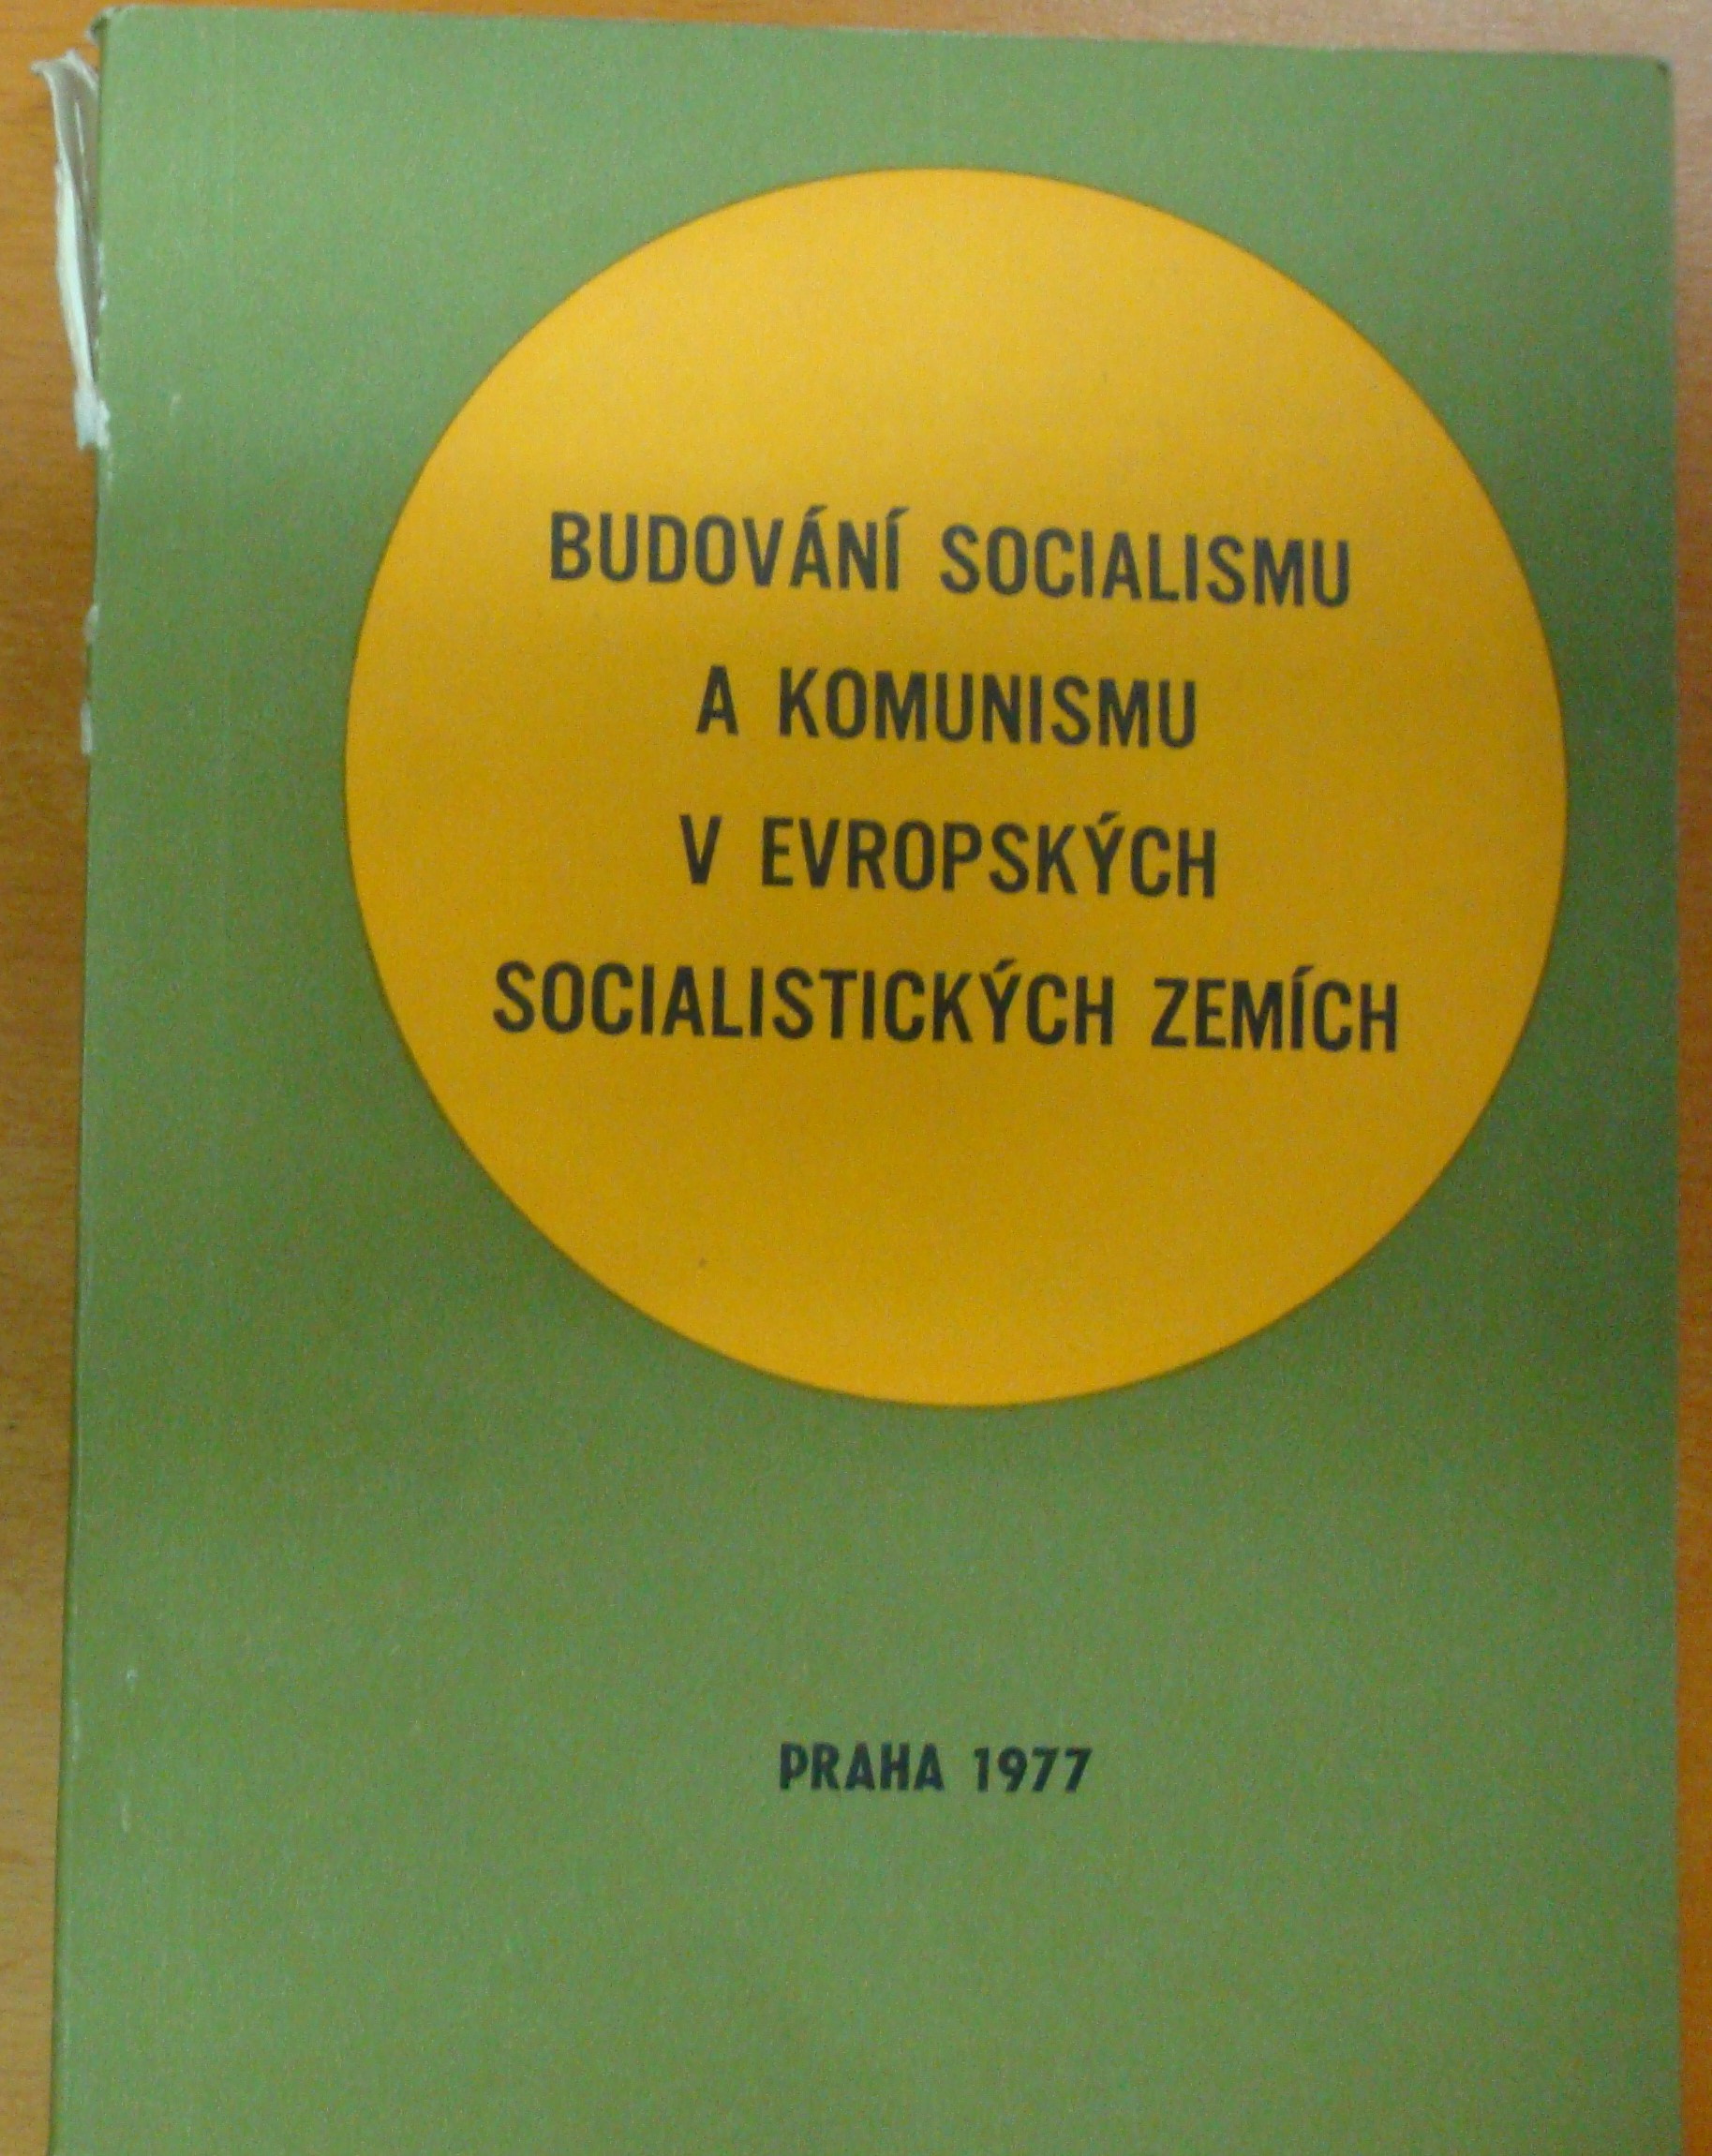 BUDOVÁNÍ SOCIALISMU
A KOMUNISMU
V EVROPSKÝCH
SOCIALISTICKÝCH ZEMÍCH
PRAHA 1977